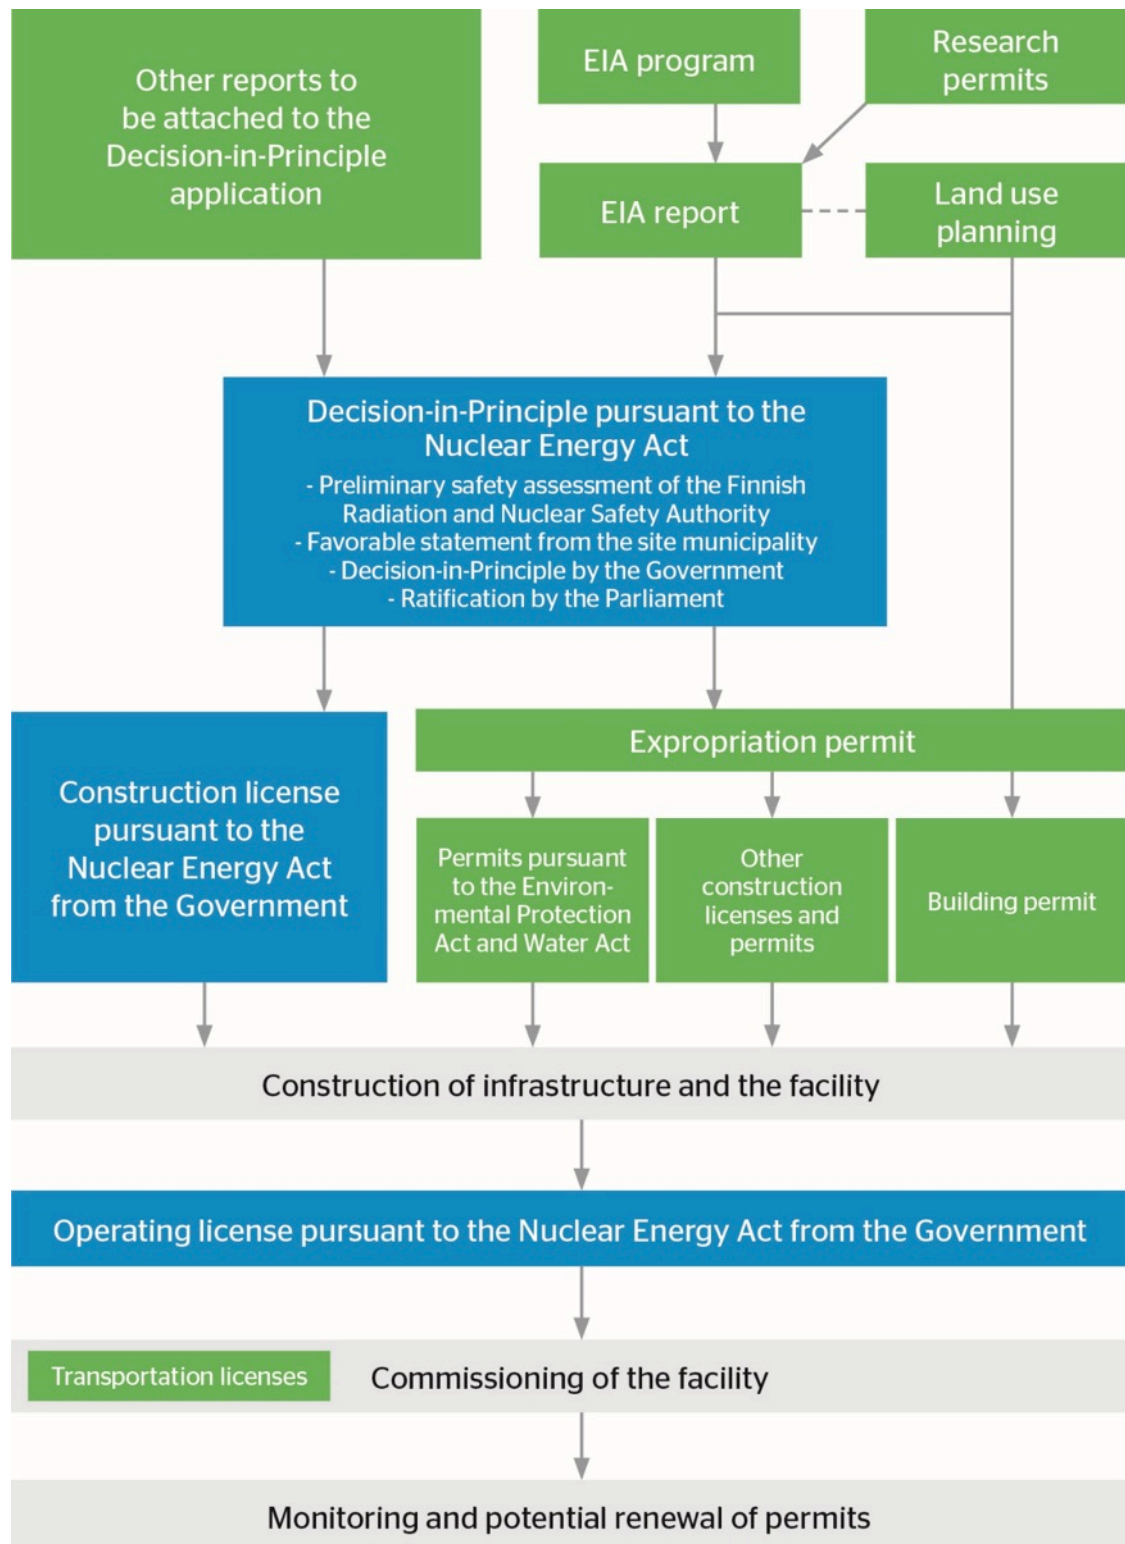 Other reports to
be attached to the
Decision-in-Principle
application
EIA program
Research
permits
EIA report
Land use
planning
Decision-in-Principle pursuant to the
Nuclear Energy Act
- Preliminary safety assessment of the Finnish
Radiation and Nuclear Safety Authority
- Favorable statement from the site municipality
- Decision-in-Principle by the Government
- Ratification by the Parliament
Construction license
pursuant to the
Nuclear Energy Act
from the Government
Expropriation permit
Permits pursuant
to the Environ-
mental Protection
Act and Water Act
Other
construction
licenses and
permits
Building permit
Construction of infrastructure and the facility
Operating license pursuant to the Nuclear Energy Act from the Government
Transportation licenses
Commissioning of the facility
Monitoring and potential renewal of permits